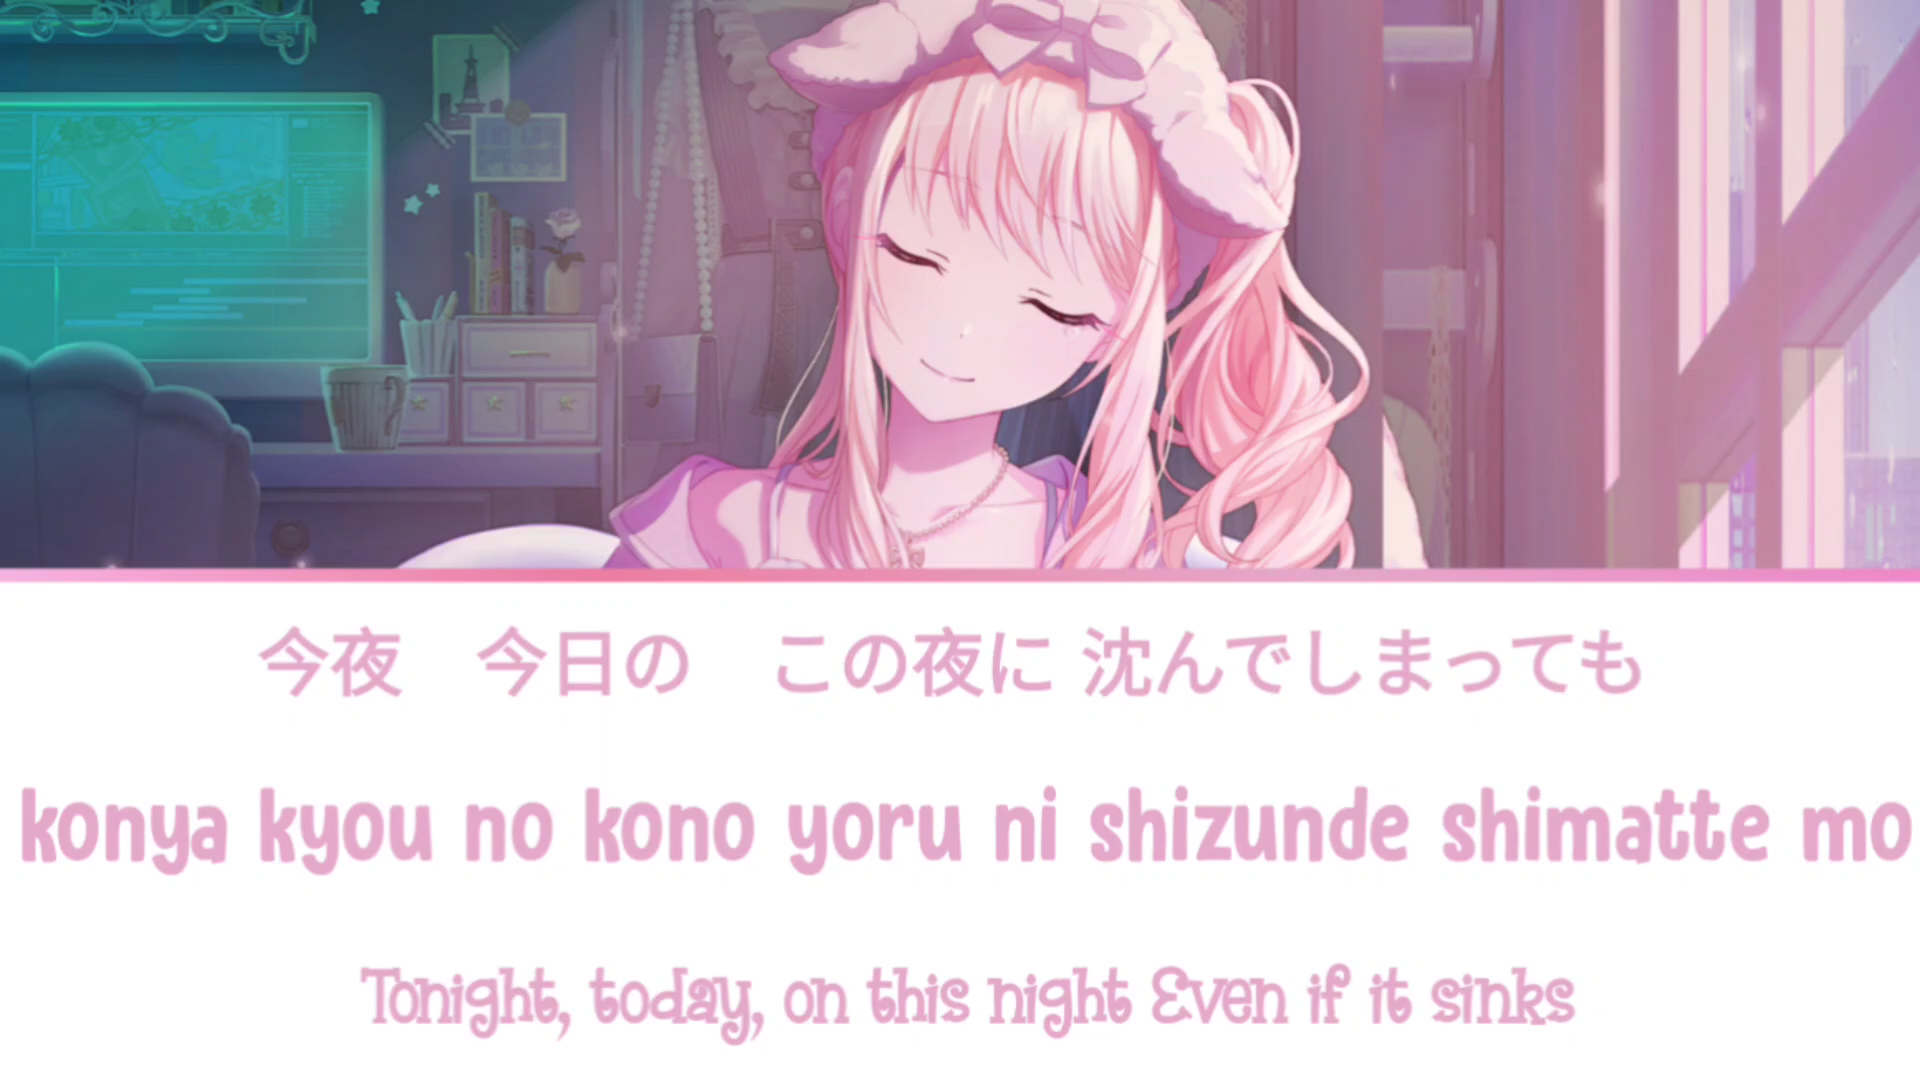 今夜　今日の　この夜に 沈んでしまっても
konya kyou no kono yoru ni shizunde shimatte mo
Tonight, today, on this night Even if it sinks